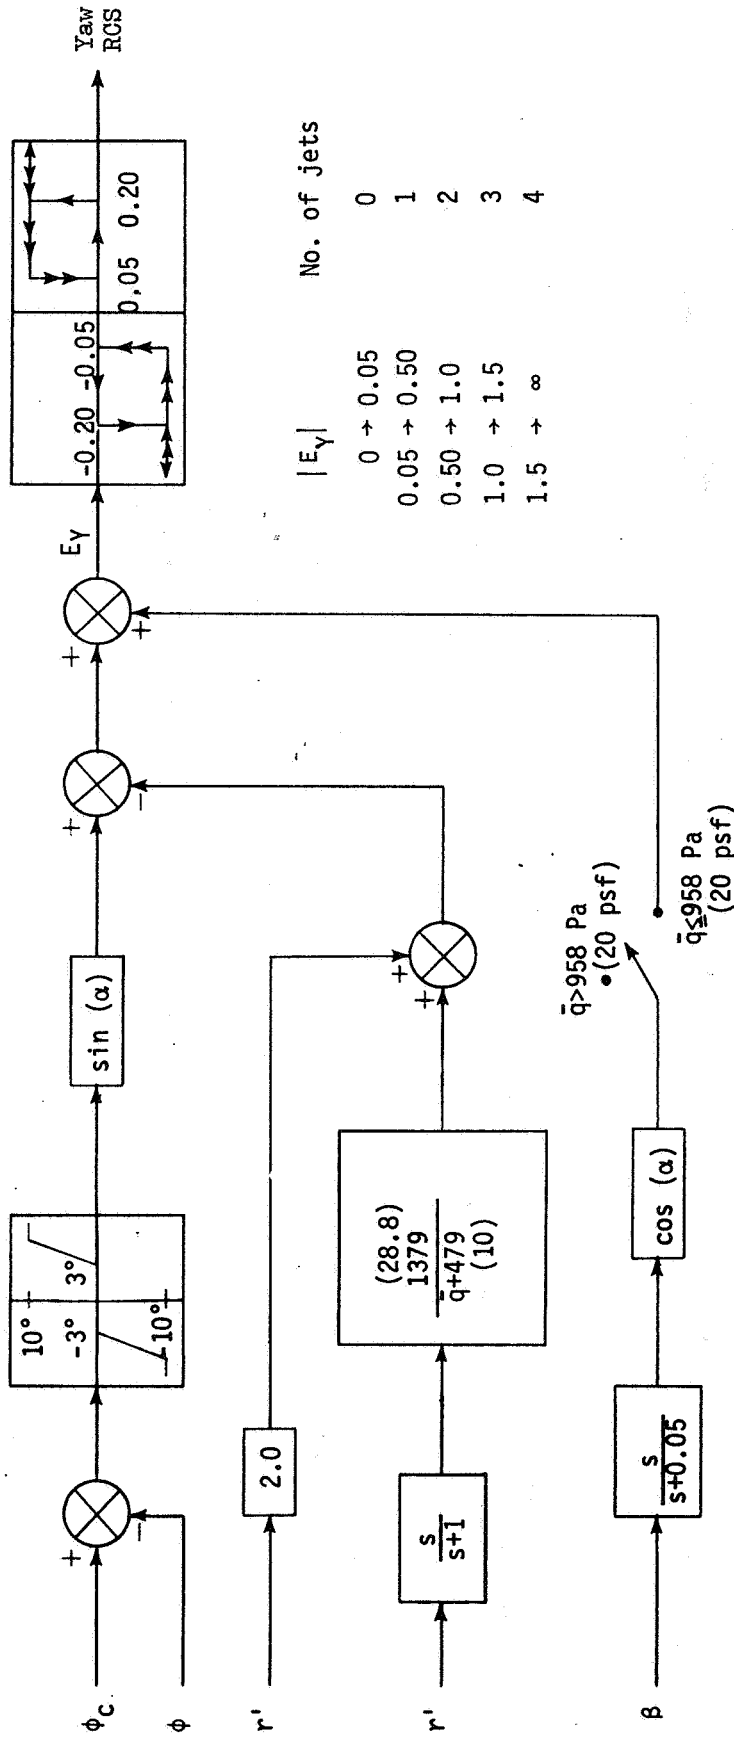 ϕc
+
−
10°
-3°
3°
-10°
sin (α)
+
−
+
+
Eγ
-0.20 -0.05
0,05 0.20
Yaw
RCS
ϕ
r'
2.0
+
+
r'
s
s+1
(28.8)
1379
q̄+479
(10)
β
s
s+0.05
cos (α)
q̄>958 Pa
(20 psf)
q̄≦958 Pa
(20 psf)
|Eγ| No. of jets
0 → 0.05 0
0.05 → 0.50 1
0.50 → 1.0 2
1.0 → 1.5 3
1.5 → ∞ 4